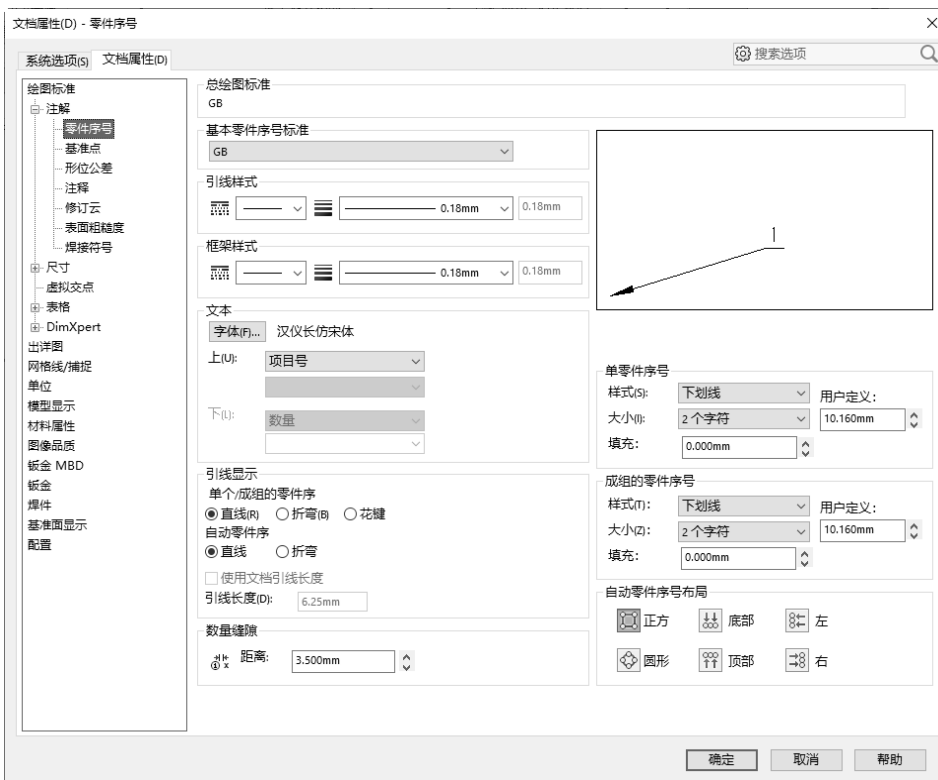 文档属性(D) - 零件序号
系统选项(S) 文档属性(D)
搜索选项
绘图标准
注解
零件序号
基准点
形位公差
注释
修订云
表面粗糙度
焊接符号
尺寸
虚拟交点
表格
DimXpert
出详图
网格线/捕捉
单位
模型显示
材料属性
图像品质
钣金 MBD
钣金
焊件
基准面显示
配置
总绘图标准
GB
基本零件序号标准
GB
引线样式
0.18mm 0.18mm
框架样式
0.18mm 0.18mm
文本
字体(F)... 汉仪长仿宋体
上(U): 项目号
下(L): 数量
引线显示
单个/成组的零件序
直线(R) 折弯(B) 花键
自动零件序
直线 折弯
使用文档引线长度
引线长度(D): 6.25mm
数量缝隙
距离: 3.500mm
1
单零件序号
样式(S): 下划线 用户定义:
大小(I): 2 个字符 10.160mm
填充: 0.000mm
成组的零件序号
样式(T): 下划线 用户定义:
大小(Z): 2 个字符 10.160mm
填充: 0.000mm
自动零件序号布局
正方 底部 左
圆形 顶部 右
确定 取消 帮助